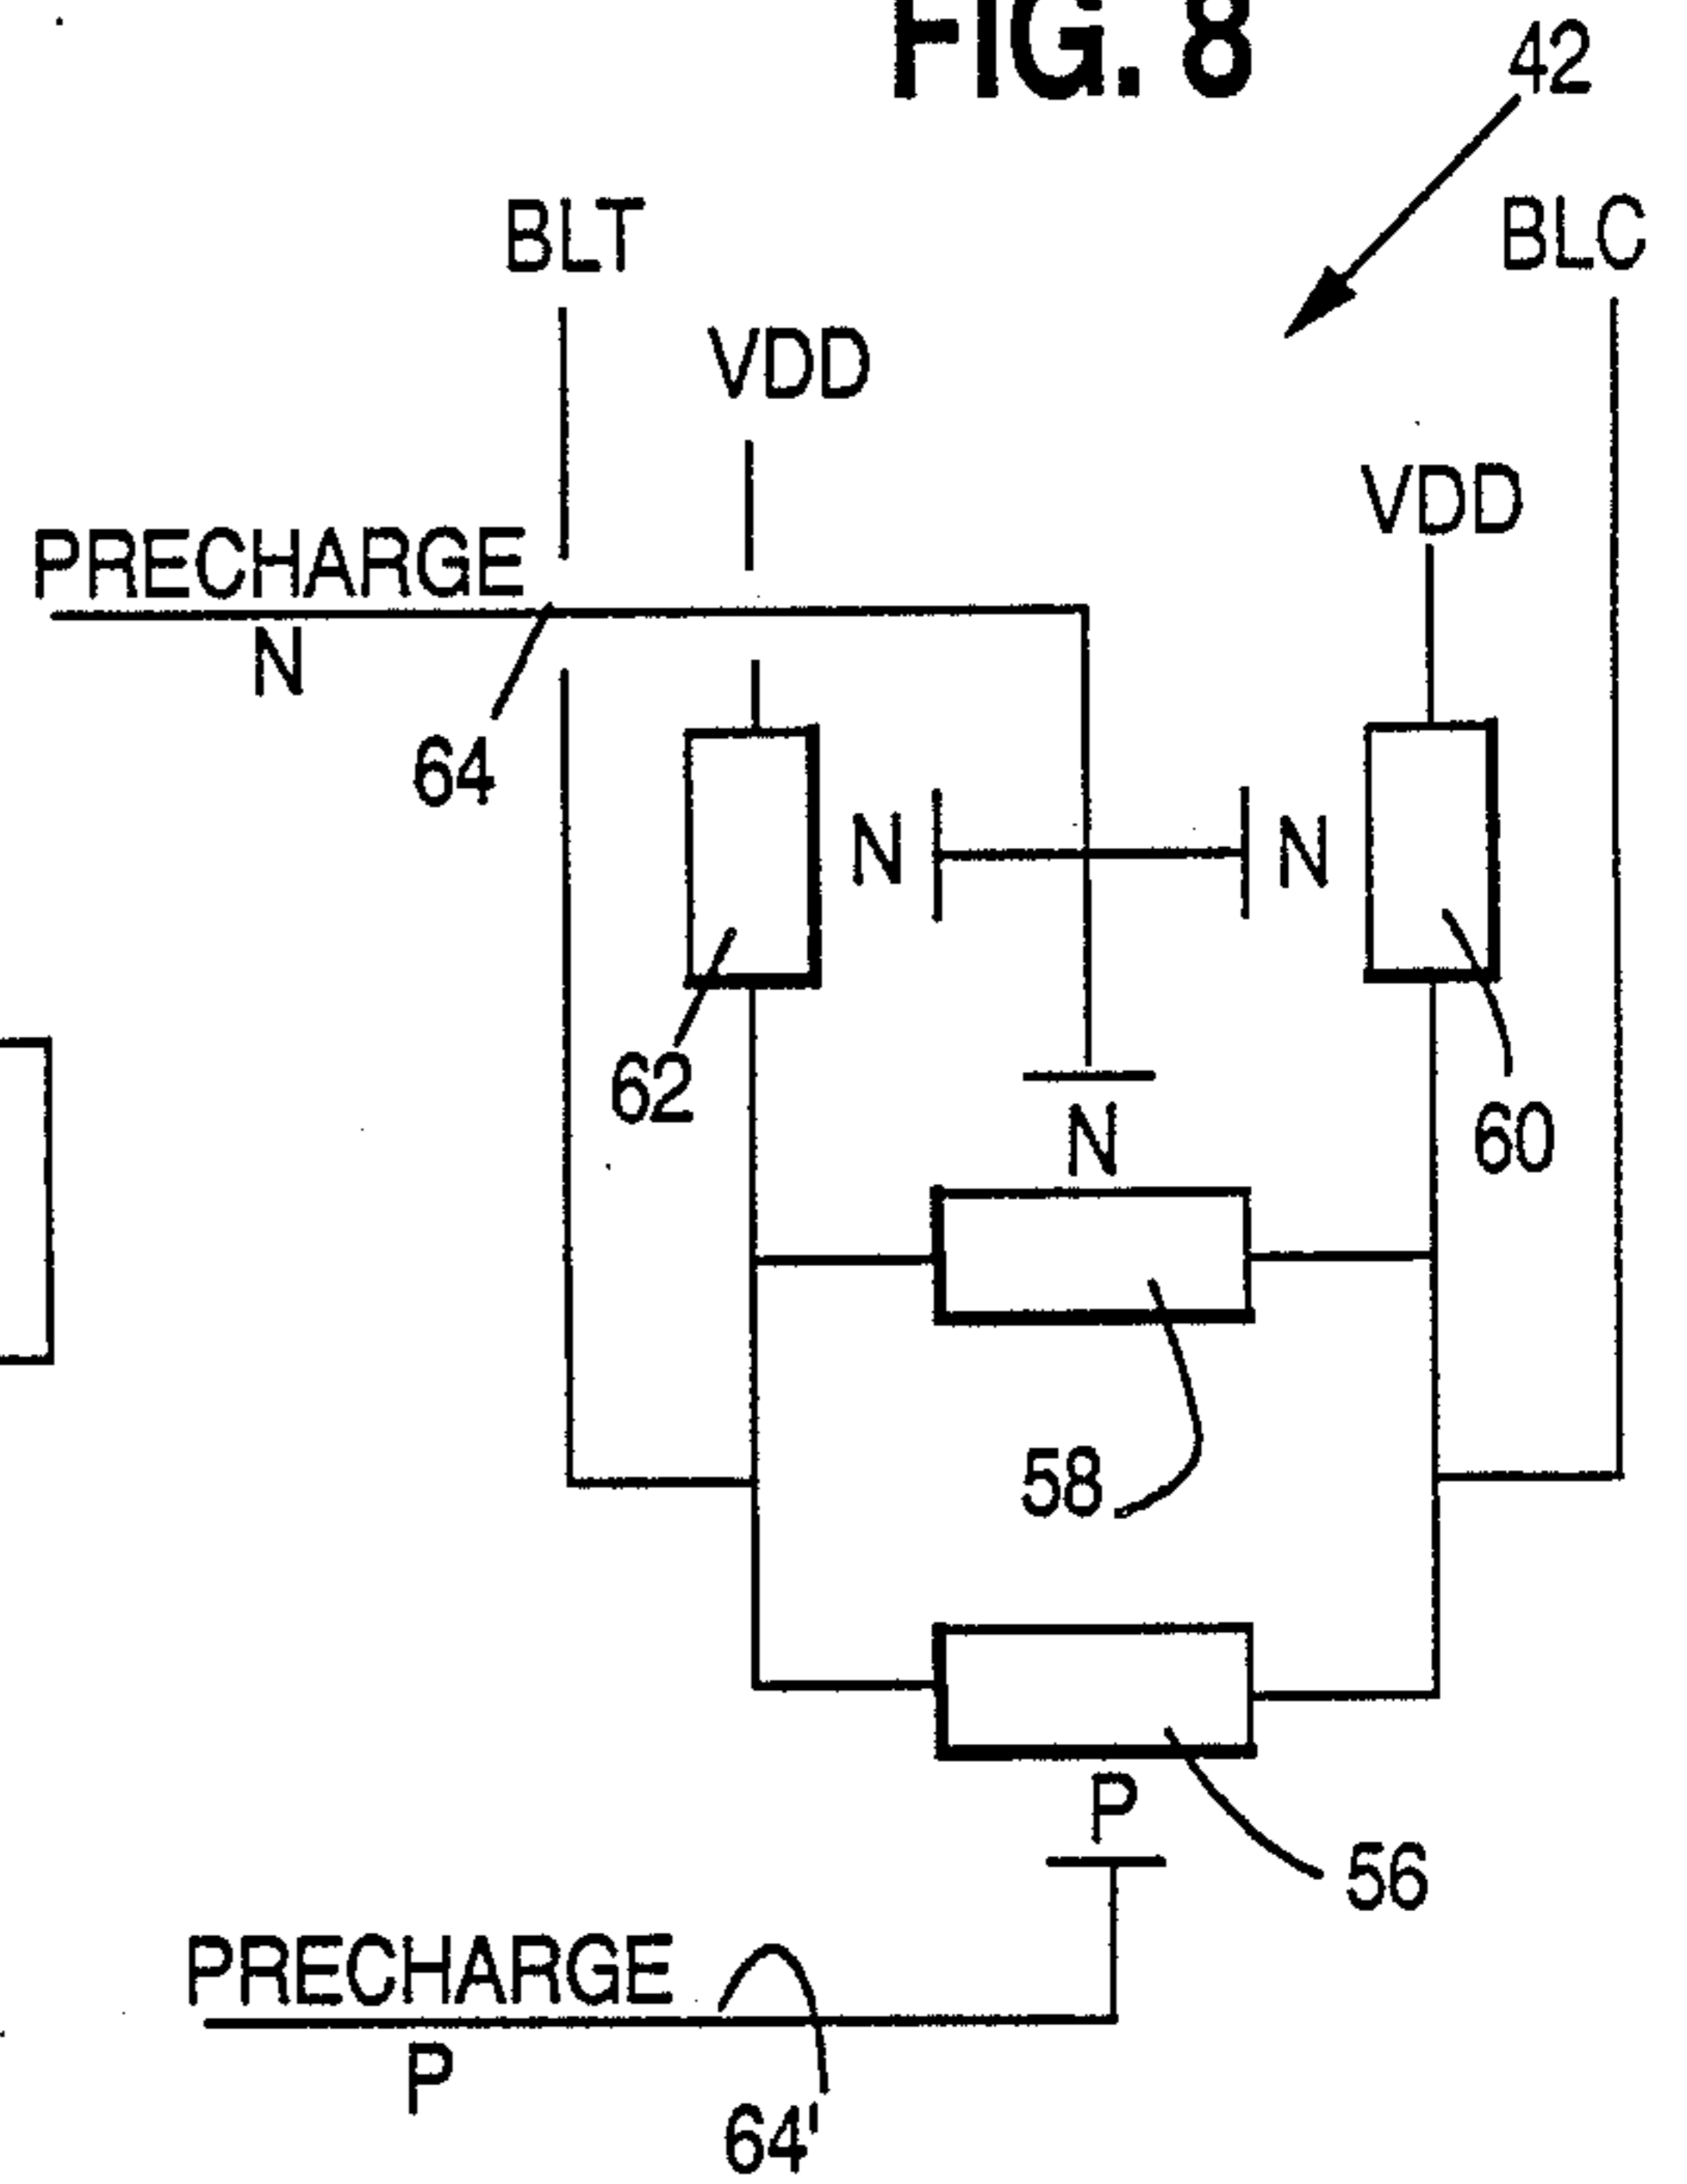 FIG. 8
42
BLT
BLC
VDD
VDD
PRECHARGE
N
64
N
N
62
N
60
58
P
56
PRECHARGE
P
64'